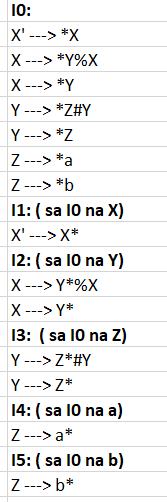 I0:
X' ---> *X
X ---> *Y%X
X ---> *Y
Y ---> *Z#Y
Y ---> *Z
Z ---> *a
Z ---> *b
I1: ( sa I0 na X)
X' ---> X*
I2: ( sa I0 na Y)
X ---> Y*%X
X ---> Y*
I3:  ( sa I0 na Z)
Y ---> Z*#Y
Y ---> Z*
I4: ( sa I0 na a)
Z ---> a*
I5: ( sa I0 na b)
Z ---> b*